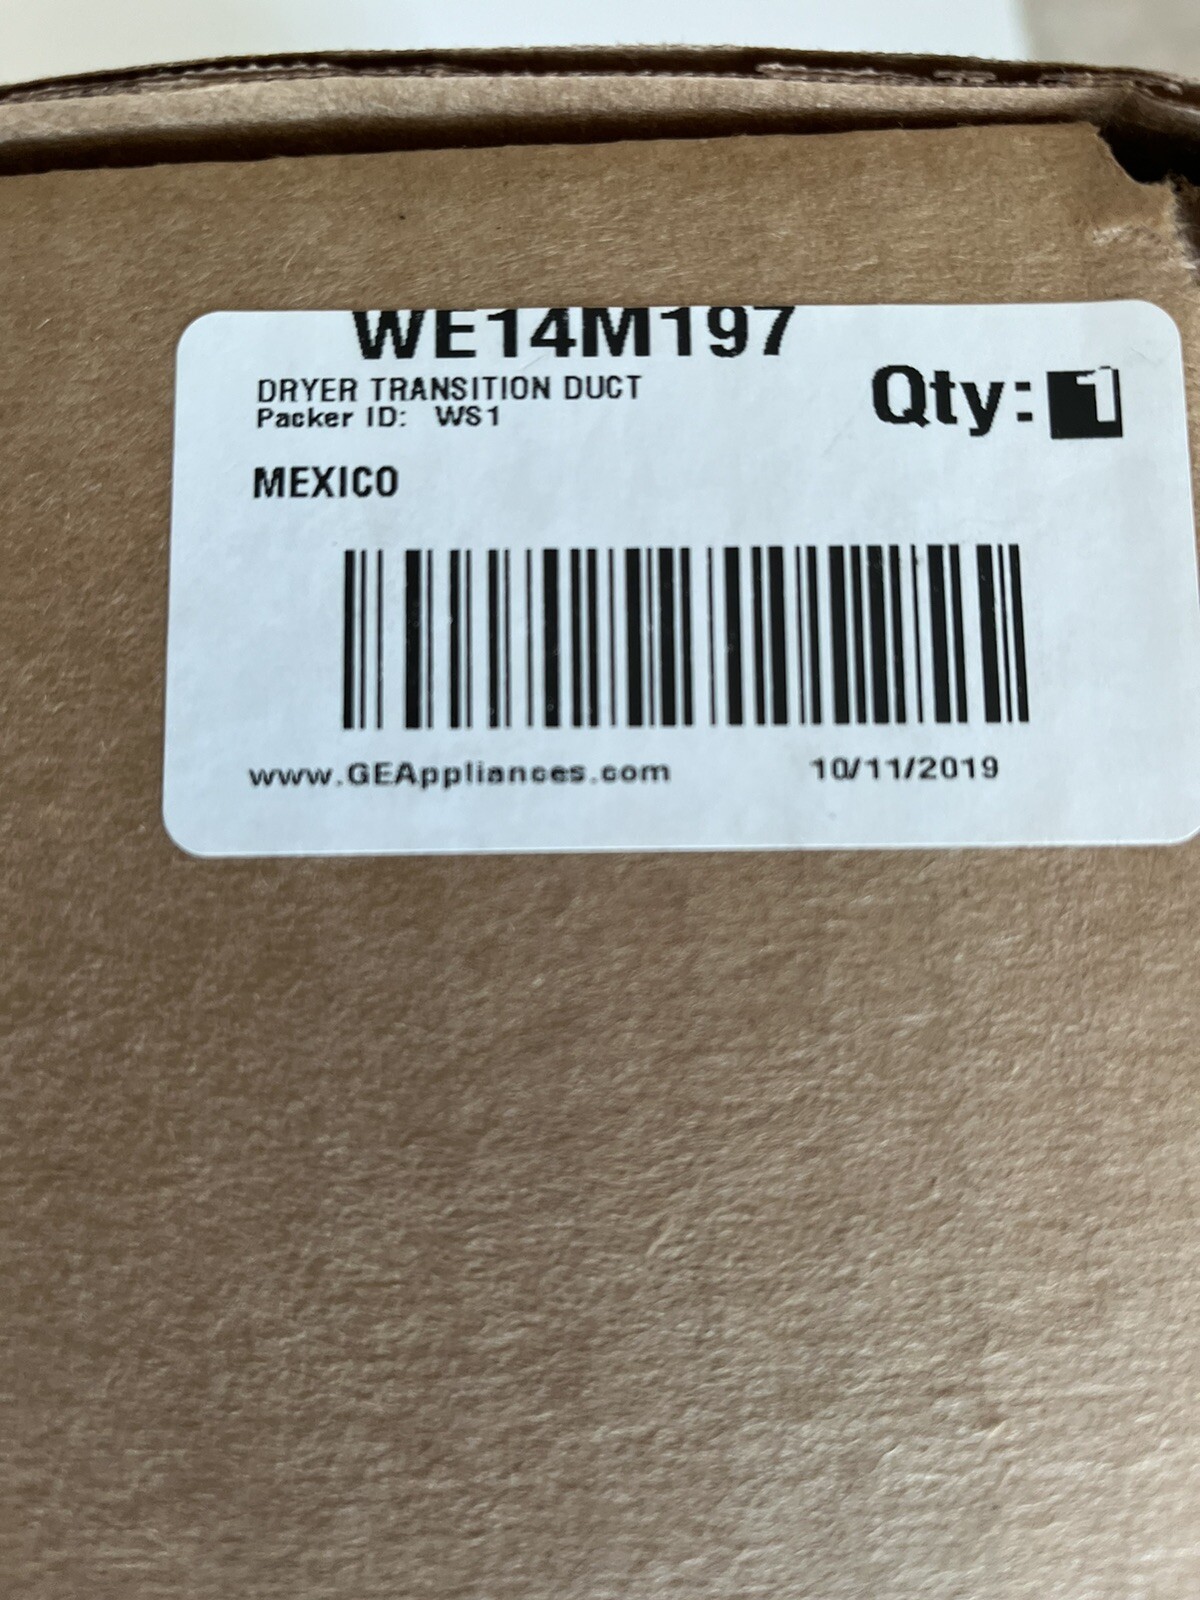 WE14M197
DRYER TRANSITION DUCT
Packer ID: WS1
Qty: 1
MEXICO
www.GEAppliances.com
10/11/2019